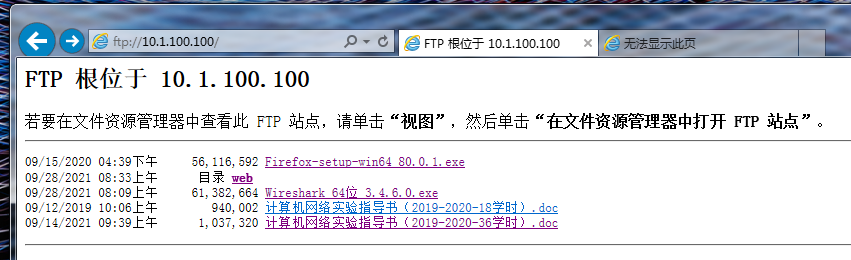 ftp://10.1.100.100/
FTP 根位于 10.1.100.100
无法显示此页
FTP 根位于 10.1.100.100
若要在文件资源管理器中查看此 FTP 站点，请单击“视图”，然后单击“在文件资源管理器中打开 FTP 站点”。
09/15/2020 04:39下午 56,116,592 Firefox-setup-win64 80.0.1.exe
09/28/2021 08:33上午 目录 web
09/28/2021 08:09上午 61,382,664 Wireshark 64位 3.4.6.0.exe
09/12/2019 10:06上午 940,002 计算机网络实验指导书（2019-2020-18学时）.doc
09/14/2021 09:39上午 1,037,320 计算机网络实验指导书（2019-2020-36学时）.doc